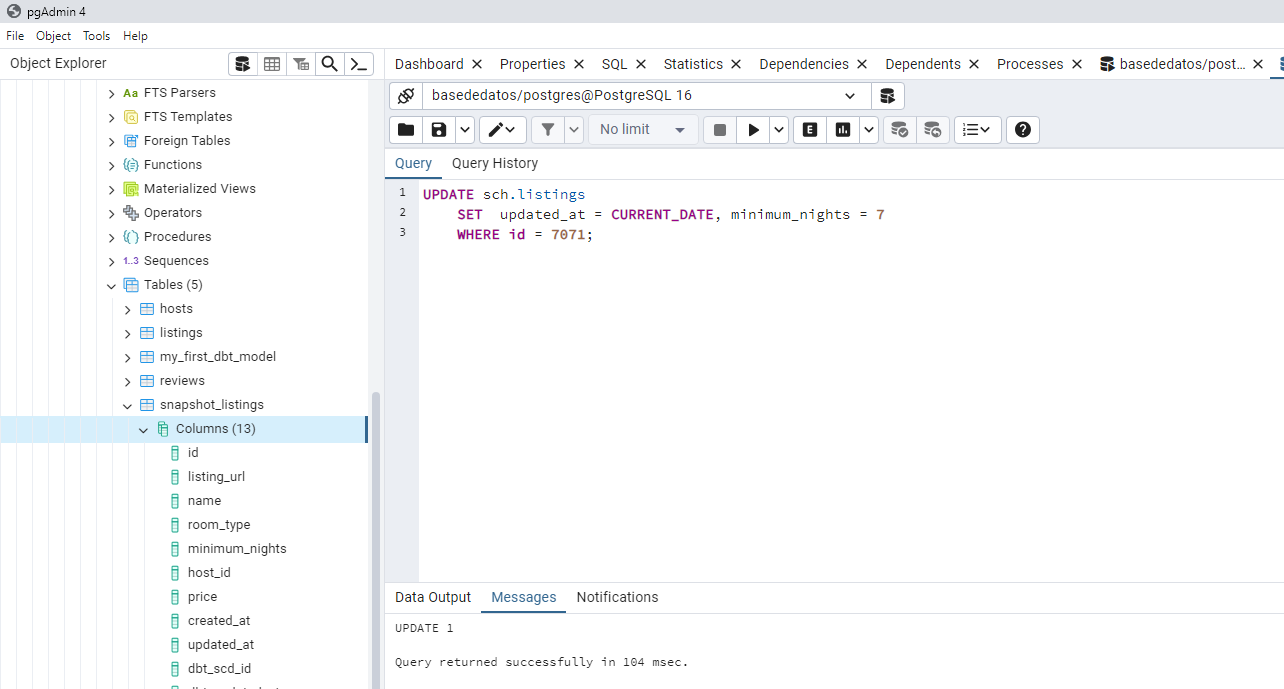 pgAdmin 4
File Object Tools Help
Object Explorer
Dashboard Properties SQL Statistics Dependencies Dependents Processes basededatos/post...
basededatos/postgres@PostgreSQL 16
No limit
E
Query Query History
1 UPDATE sch.listings
2 SET updated_at = CURRENT_DATE, minimum_nights = 7
3 WHERE id = 7071;
Aa FTS Parsers
FTS Templates
Foreign Tables
Functions
Materialized Views
Operators
Procedures
1..3 Sequences
Tables (5)
hosts
listings
my_first_dbt_model
reviews
snapshot_listings
Columns (13)
id
listing_url
name
room_type
minimum_nights
host_id
price
created_at
updated_at
dbt_scd_id
Data Output Messages Notifications
UPDATE 1
Query returned successfully in 104 msec.